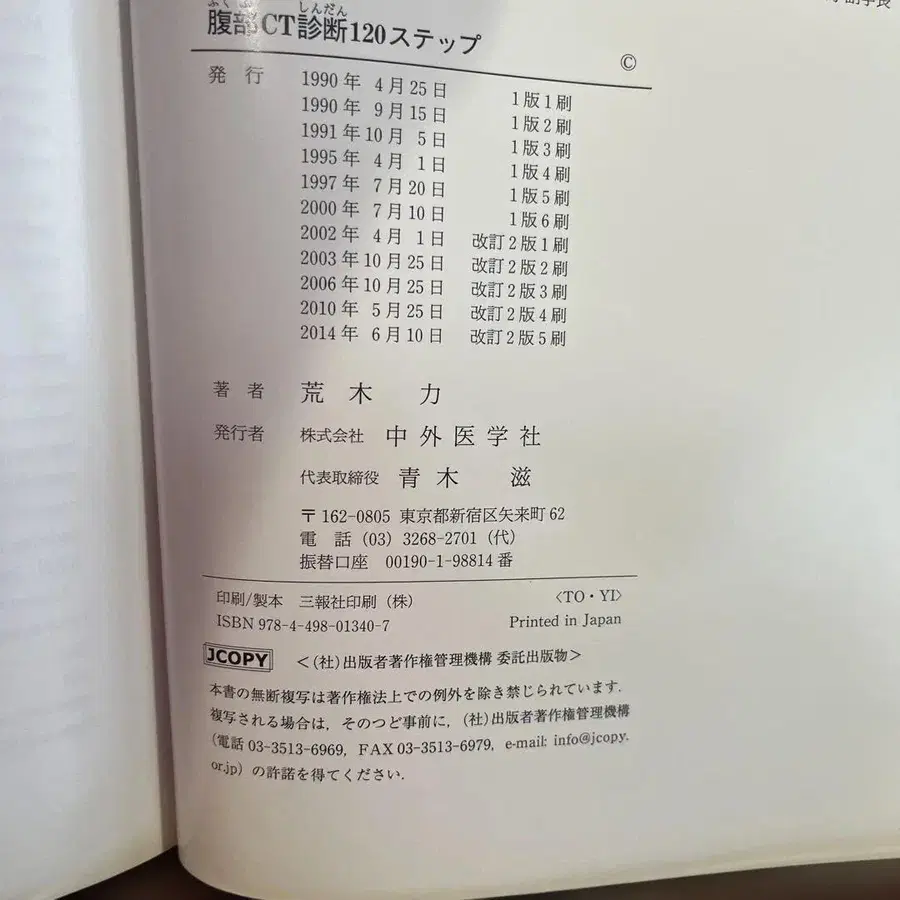 副学長
ふくぶ しんだん
腹部CT診断120ステップ
©
発行 1990年 4月25日 1版1刷
1990年 9月15日 1版2刷
1991年10月 5日 1版3刷
1995年 4月 1日 1版4刷
1997年 7月20日 1版5刷
2000年 7月10日 1版6刷
2002年 4月 1日 改訂2版1刷
2003年10月25日 改訂2版2刷
2006年10月25日 改訂2版3刷
2010年 5月25日 改訂2版4刷
2014年 6月10日 改訂2版5刷
著者 荒木 力
発行者 株式会社 中外医学社
代表取締役 青木 滋
〒162-0805 東京都新宿区矢来町62
電話 (03) 3268-2701 (代)
振替口座 00190-1-98814番
印刷/製本 三報社印刷(株) 〈TO・YI〉
ISBN 978-4-498-01340-7 Printed in Japan
JCOPY <(社)出版者著作権管理機構 委託出版物>
本書の無断複写は著作権法上での例外を除き禁じられています.
複写される場合は,そのつど事前に,(社)出版者著作権管理機構
(電話 03-3513-6969, FAX 03-3513-6979, e-mail: info@jcopy.
or.jp) の許諾を得てください.